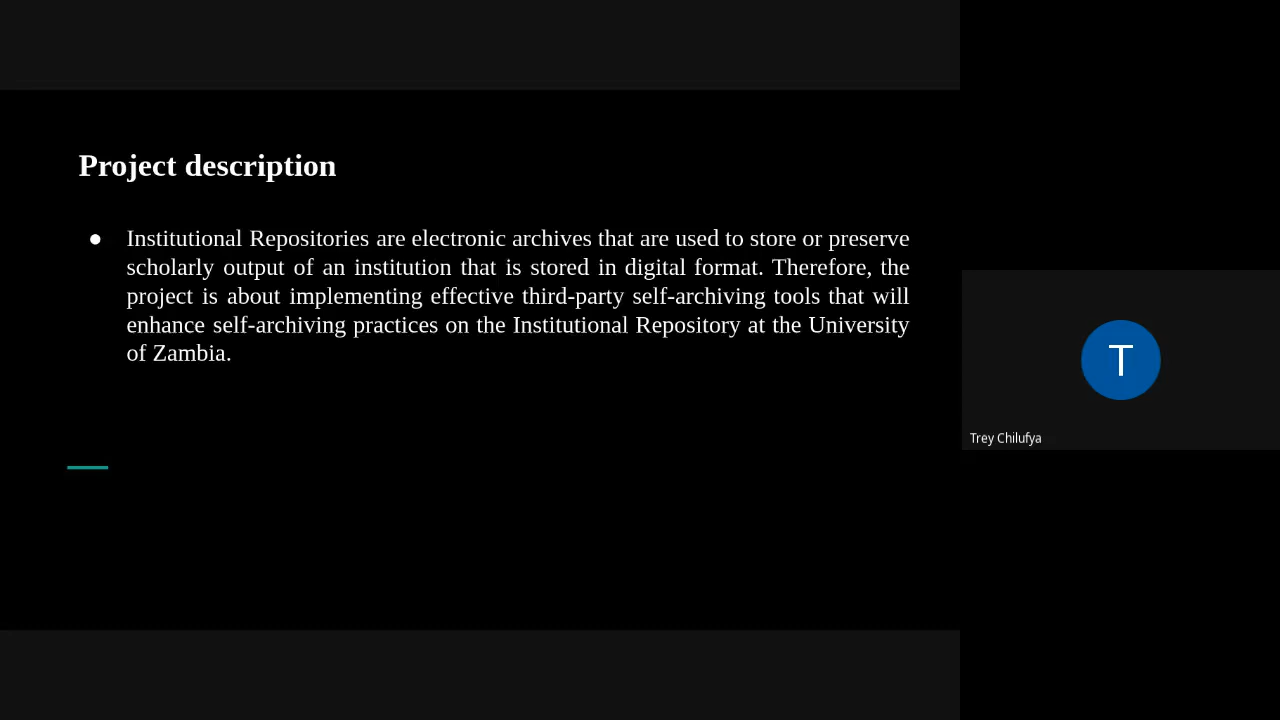 Project description
● Institutional Repositories are electronic archives that are used to store or preserve
scholarly output of an institution that is stored in digital format. Therefore, the
project is about implementing effective third-party self-archiving tools that will
enhance self-archiving practices on the Institutional Repository at the University
of Zambia.
T
Trey Chilufya